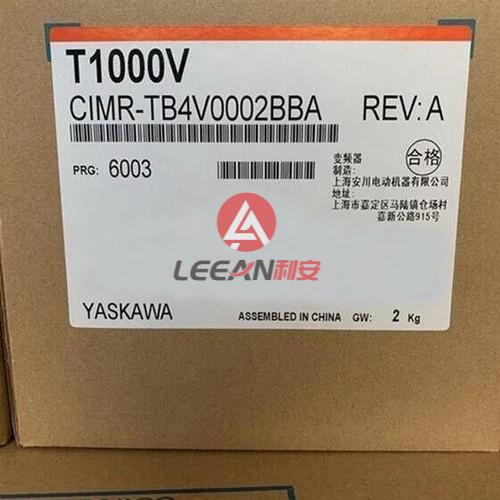 T1000V
CIMR-TB4V0002BBA REV: A
PRG: 6003
变频器
制造:
上海安川电动机器有限公司
地址:
上海市嘉定区马陆镇仓场村
嘉新公路915号
合格
LEEAN利安
YASKAWA
ASSEMBLED IN CHINA GW: 2 Kg